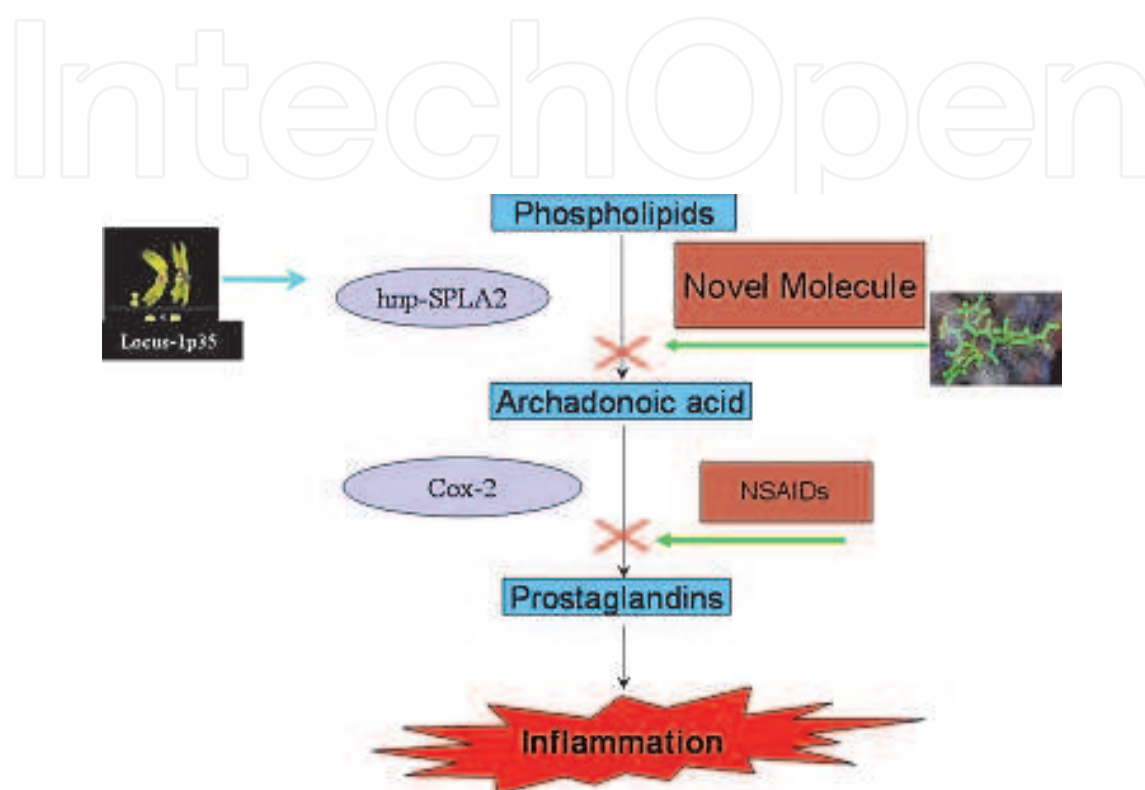 IntechOpen
Phospholipids
hnp-SPLA2
Novel Molecule
Locus-1p35
Archadonoic acid
Cox-2
NSAIDs
Prostaglandins
Inflammation